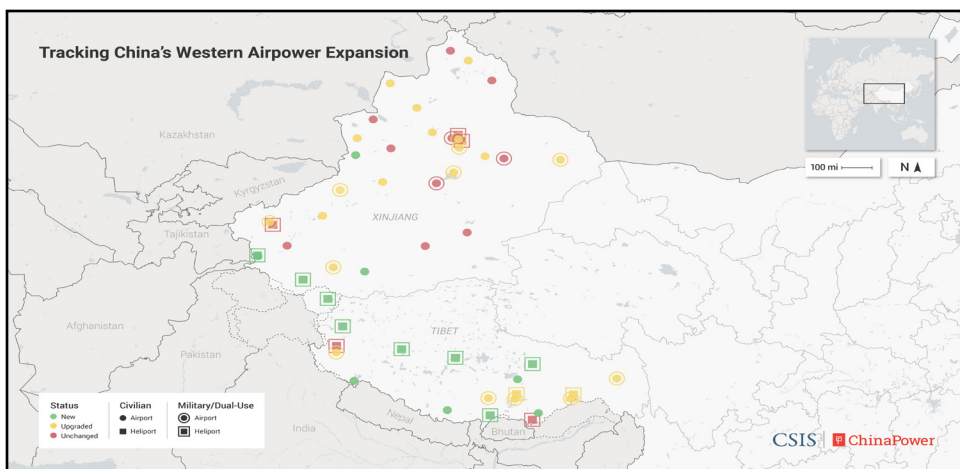 Tracking China's Western Airpower Expansion
Kazakhstan
100 mi
N
Kyrgyzstan
XINJIANG
Tajikistan
Afghanistan
TIBET
Pakistan
Status
New
Upgraded
Unchanged
Civilian
Airport
Heliport
Military/Dual-Use
Airport
Heliport
India
Nepal
Bhutan
CSIS
ChinaPower